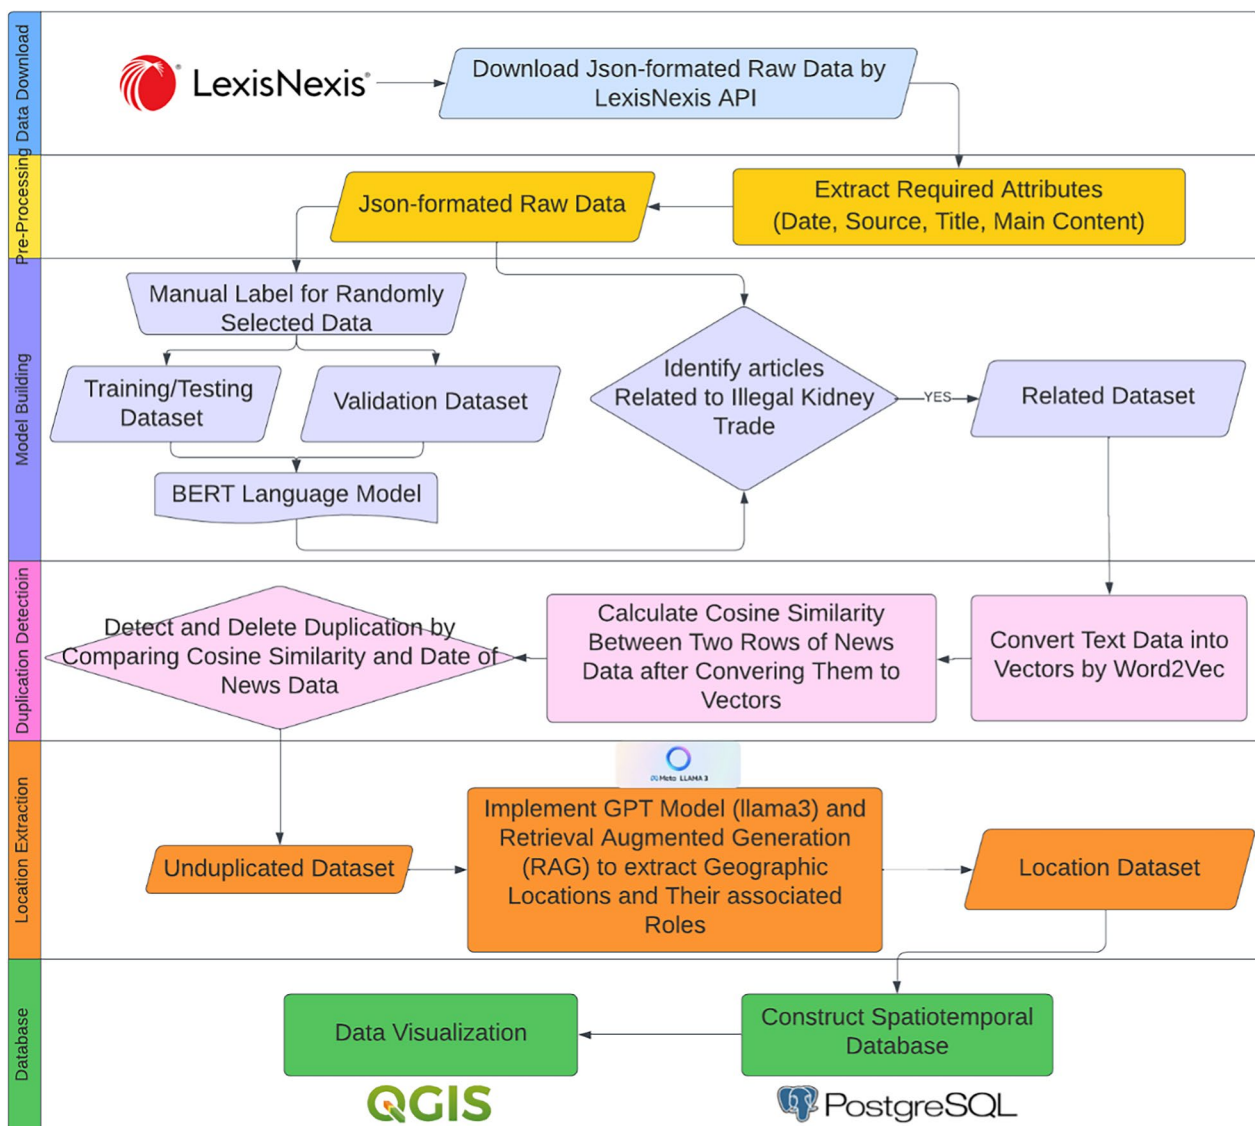 Data Download
LexisNexis®
Download Json-formated Raw Data by
LexisNexis API
Pre-Processing
Json-formated Raw Data
Extract Required Attributes
(Date, Source, Title, Main Content)
Model Building
Manual Label for Randomly
Selected Data
Training/Testing
Dataset
Validation Dataset
BERT Language Model
Identify articles
Related to Illegal Kidney
Trade
YES
Related Dataset
Duplication Detectioin
Detect and Delete Duplication by
Comparing Cosine Similarity and Date of
News Data
Calculate Cosine Similarity
Between Two Rows of News
Data after Convering Them to
Vectors
Convert Text Data into
Vectors by Word2Vec
Location Extraction
Meta LLAMA 3
Unduplicated Dataset
Implement GPT Model (llama3) and
Retrieval Augmented Generation
(RAG) to extract Geographic
Locations and Their associated
Roles
Location Dataset
Database
Data Visualization
Construct Spatiotemporal
Database
QGIS
PostgreSQL